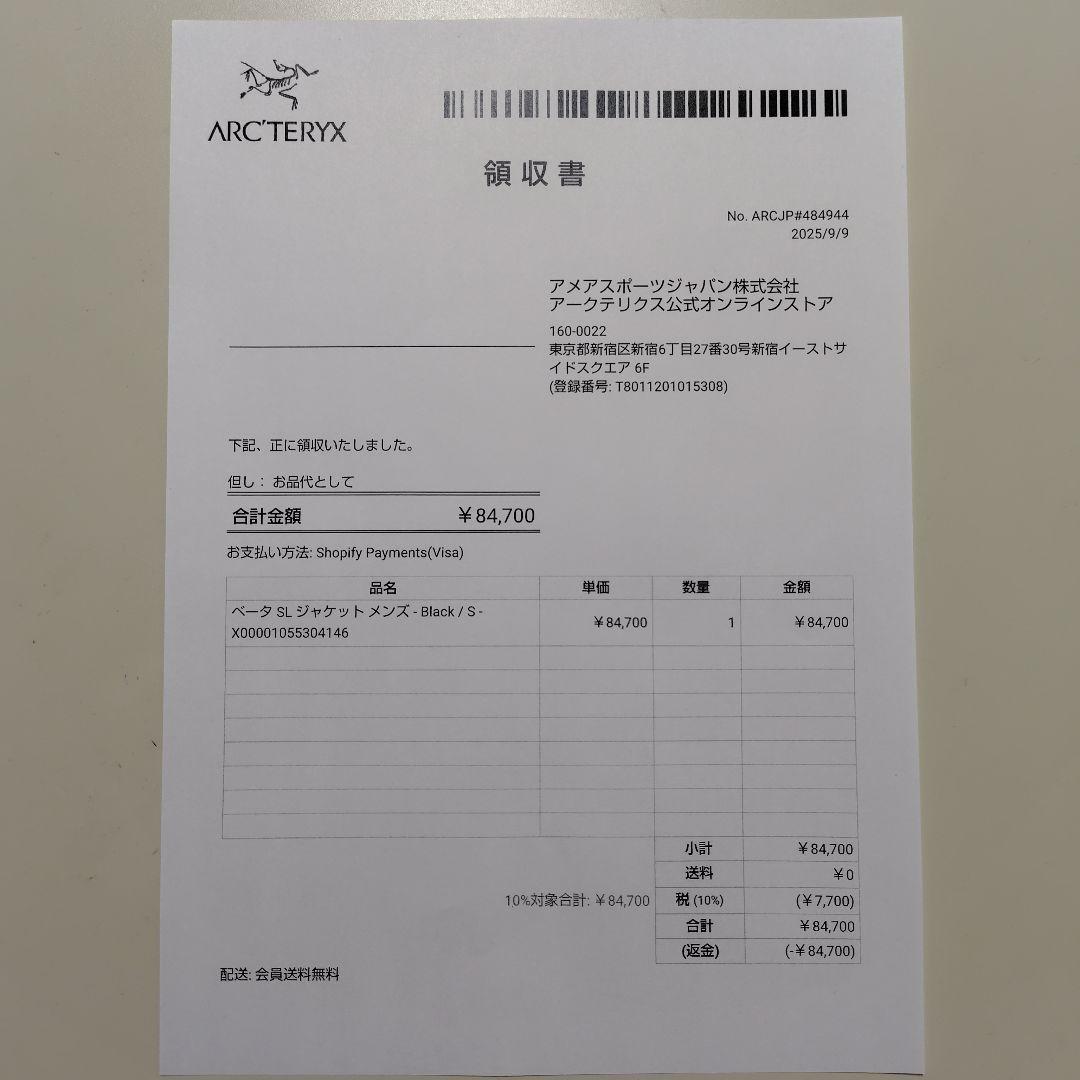 ARC'TERYX
領収書
No. ARCJP#484944
2025/9/9
アメアスポーツジャパン株式会社
アークテリクス公式オンラインストア
160-0022
東京都新宿区新宿6丁目27番30号新宿イーストサ
イドスクエア 6F
(登録番号: T8011201015308)
下記、正に領収いたしました。
但し： お品代として
合計金額 ￥84,700
お支払い方法: Shopify Payments(Visa)
品名 単価 数量 金額
ベータ SL ジャケット メンズ - Black / S -
X00001055304146
￥84,700 1 ￥84,700
小計 ￥84,700
送料 ￥0
10%対象合計: ￥84,700 税 (10%) (￥7,700)
合計 ￥84,700
(返金) (-￥84,700)
配送: 会員送料無料